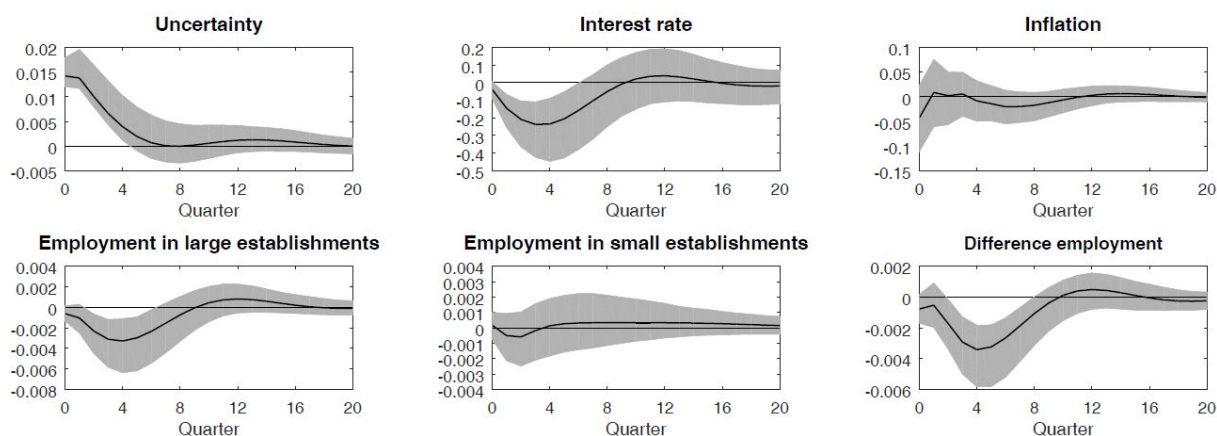 Uncertainty
0.02
0.015
0.01
0.005
0
-0.005
0 4 8 12 16 20
Quarter
Interest rate
0.2
0.1
0
-0.1
-0.2
-0.3
-0.4
-0.5
0 4 8 12 16 20
Quarter
Inflation
0.1
0.05
0
-0.05
-0.1
-0.15
0 4 8 12 16 20
Quarter
Employment in large establishments
0.004
0.002
0
-0.002
-0.004
-0.006
-0.008
0 4 8 12 16 20
Quarter
Employment in small establishments
0.004
0.003
0.002
0.001
0
-0.001
-0.002
-0.003
-0.004
0 4 8 12 16 20
Quarter
Difference employment
0.002
0
-0.002
-0.004
-0.006
0 4 8 12 16 20
Quarter